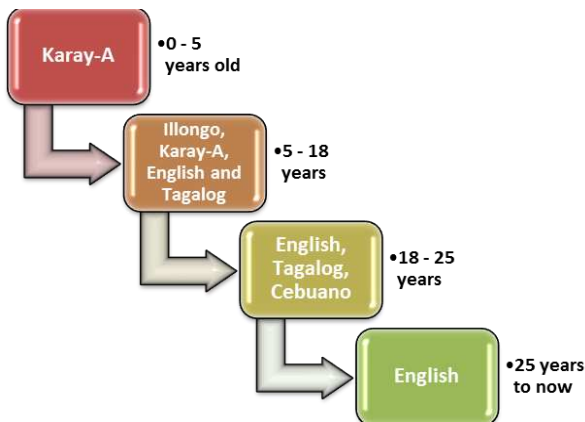 Karay-A
•0 - 5
years old
Illongo,
Karay-A,
English and
Tagalog
•5 - 18
years
English,
Tagalog,
Cebuano
•18 - 25
years
English
•25 years
to now